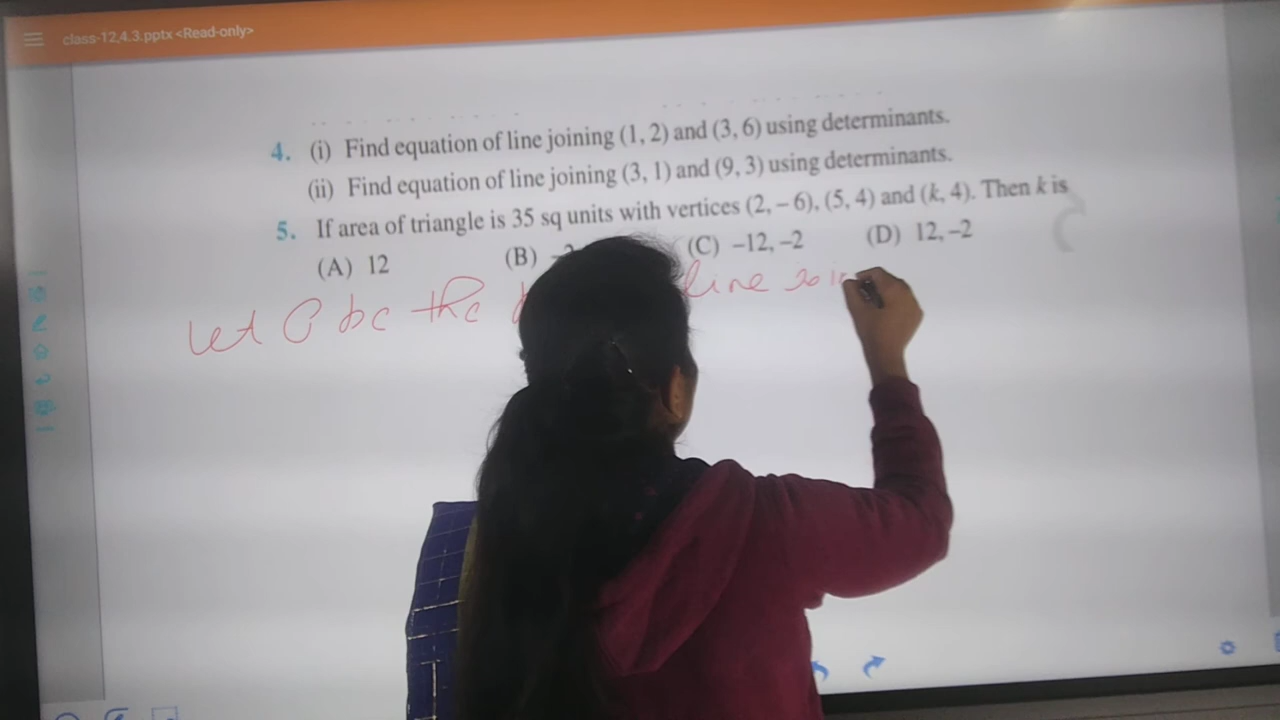 class-12,4.3.pptx <Read-only>
4. (i) Find equation of line joining (1, 2) and (3, 6) using determinants.
(ii) Find equation of line joining (3, 1) and (9, 3) using determinants.
5. If area of triangle is 35 sq units with vertices (2, – 6), (5, 4) and (k, 4). Then k is
(A) 12 (B) (C) –12, –2 (D) 12, –2
let be the line